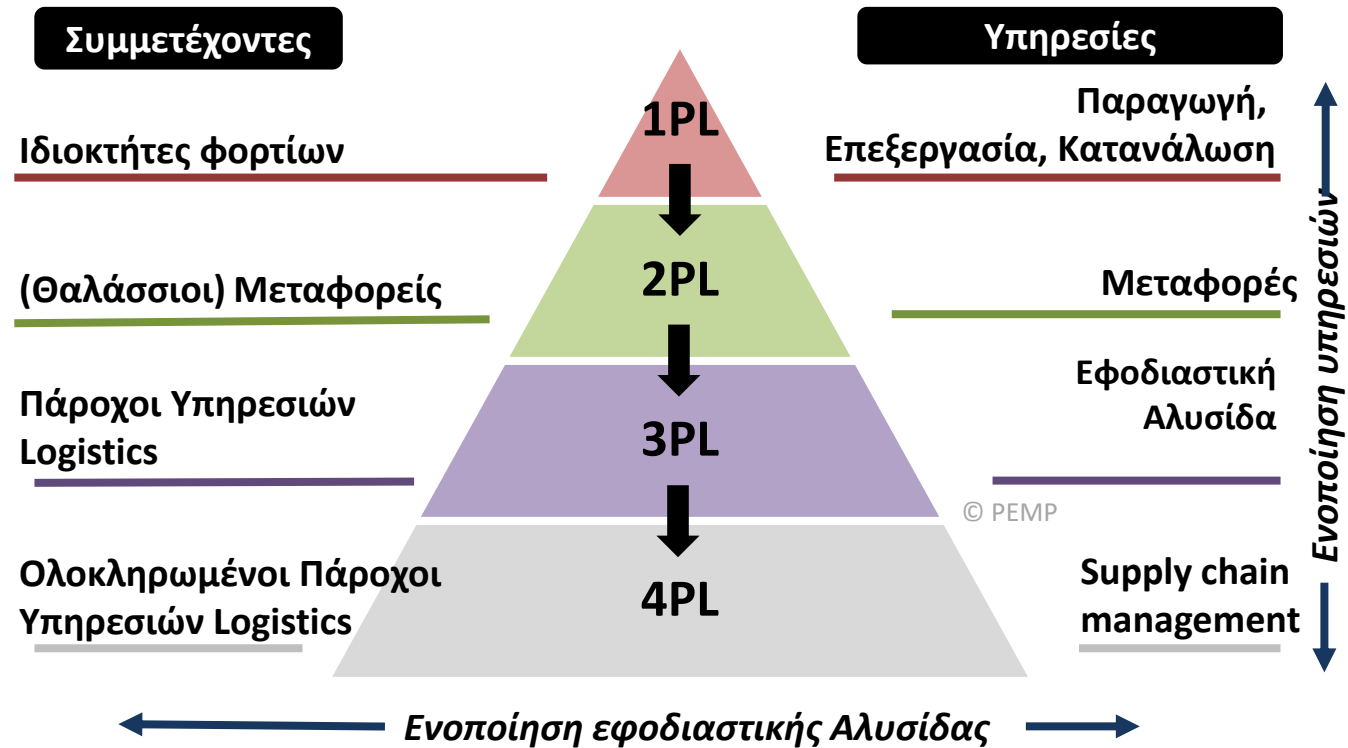 Συμμετέχοντες
Υπηρεσίες
1PL
Ιδιοκτήτες φορτίων
Παραγωγή,
Επεξεργασία, Κατανάλωση
2PL
(Θαλάσσιοι) Μεταφορείς
Μεταφορές
3PL
Πάροχοι Υπηρεσιών
Logistics
Εφοδιαστική
Αλυσίδα
© PEMP
4PL
Ολοκληρωμένοι Πάροχοι
Υπηρεσιών Logistics
Supply chain
management
Ενοποίηση υπηρεσιών
Ενοποίηση εφοδιαστικής Αλυσίδας